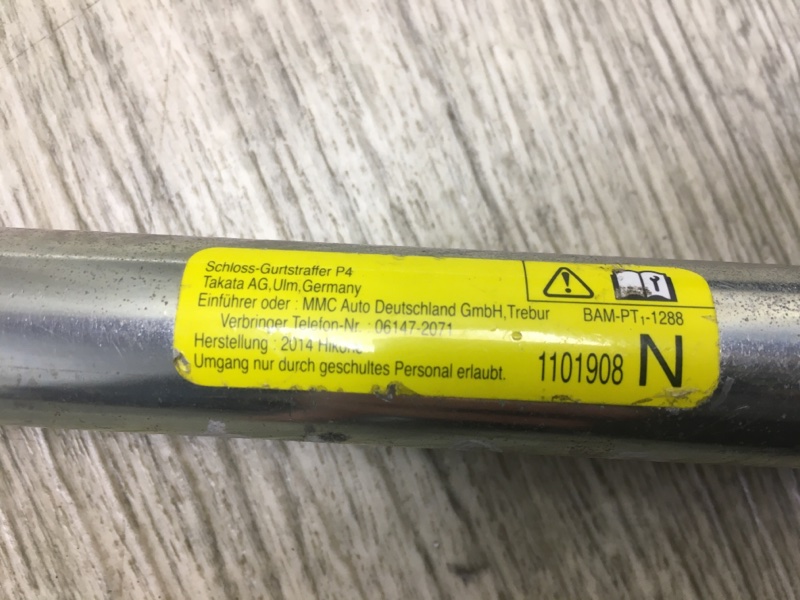 Schloss-Gurtstraffer P4
Takata AG,Ulm,Germany
Einführer oder : MMC Auto Deutschland GmbH,Trebur
Verbringer Telefon-Nr. : 06147-2071
Herstellung : 2014
Umgang nur durch geschultes Personal erlaubt.
BAM-PT₁-1288
1101908 N